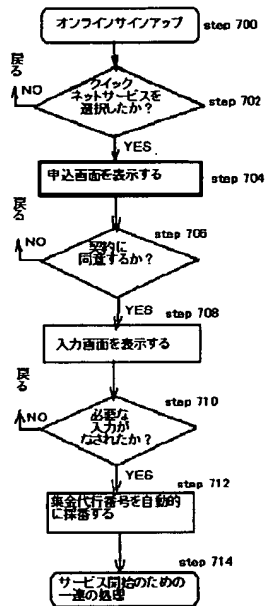 オンラインサインアップ
step 700
クイック
ネットサービスを
選択したか？
step 702
戻る
NO
YES
申込画面を表示する
step 704
step 706
戻る
NO
契約に
同意するか？
YES
step 708
入力画面を表示する
戻る
step 710
NO
必要な
入力が
なされたか？
YES
step 712
集金代行番号を自動的
に採番する
step 714
サービス開始のための
一連の処理